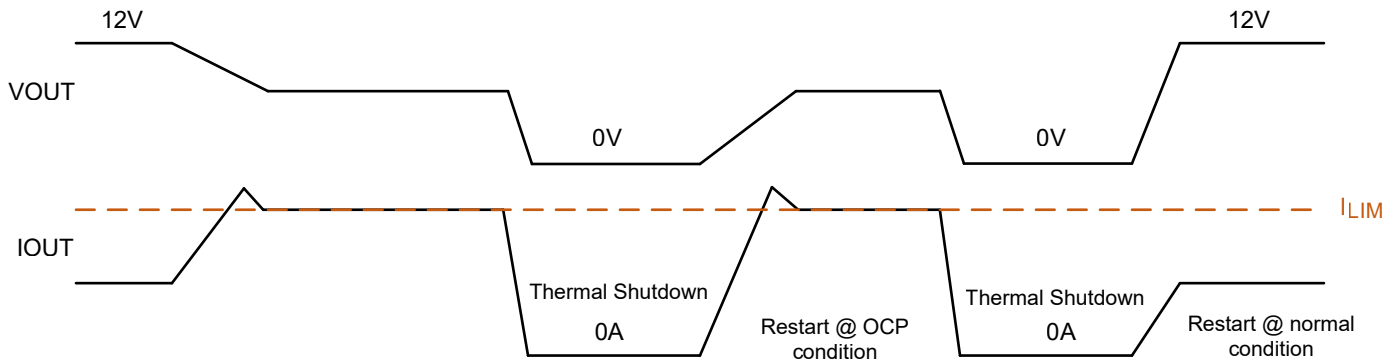 12V
12V
VOUT
0V
0V
ILIM
IOUT
Thermal Shutdown
0A
Restart @ OCP
condition
Thermal Shutdown
0A
Restart @ normal
condition